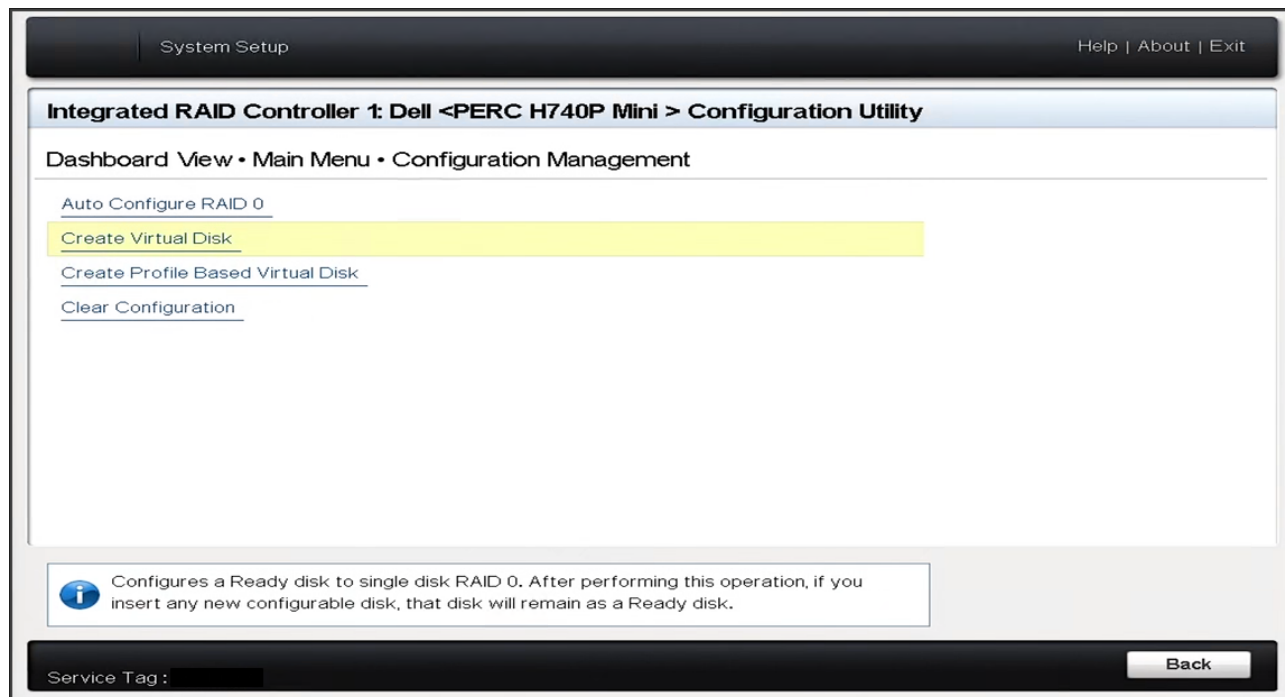 System Setup
Help | About | Exit
Integrated RAID Controller 1: Dell <PERC H740P Mini > Configuration Utility
Dashboard View • Main Menu • Configuration Management
Auto Configure RAID 0
Create Virtual Disk
Create Profile Based Virtual Disk
Clear Configuration
Configures a Ready disk to single disk RAID 0. After performing this operation, if you
insert any new configurable disk, that disk will remain as a Ready disk.
Service Tag :
Back